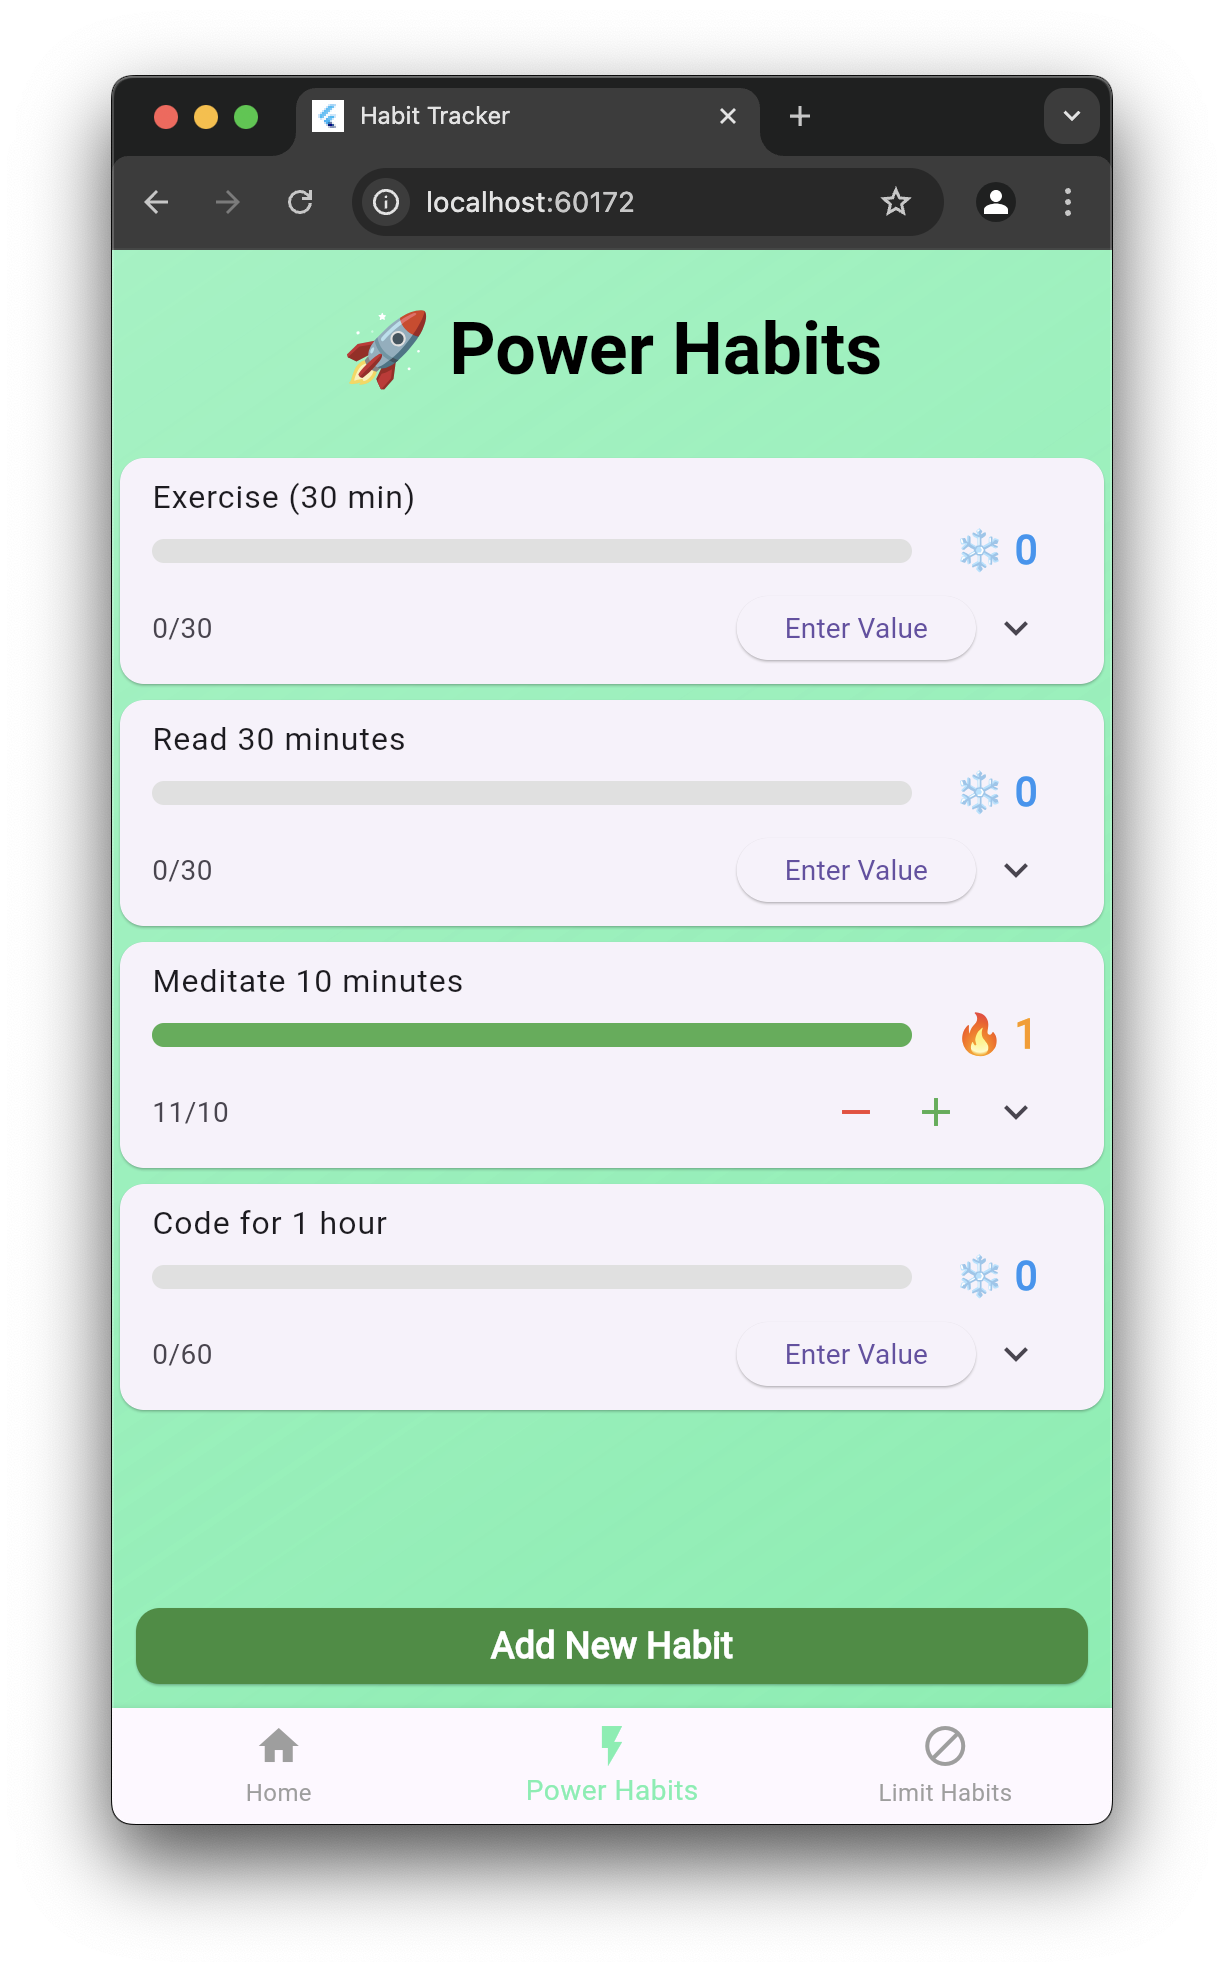 Habit Tracker
localhost:60172
🚀 Power Habits
Exercise (30 min)
❄️ 0
0/30 Enter Value
Read 30 minutes
❄️ 0
0/30 Enter Value
Meditate 10 minutes
🔥 1
11/10 − +
Code for 1 hour
❄️ 0
0/60 Enter Value
Add New Habit
Home Power Habits Limit Habits